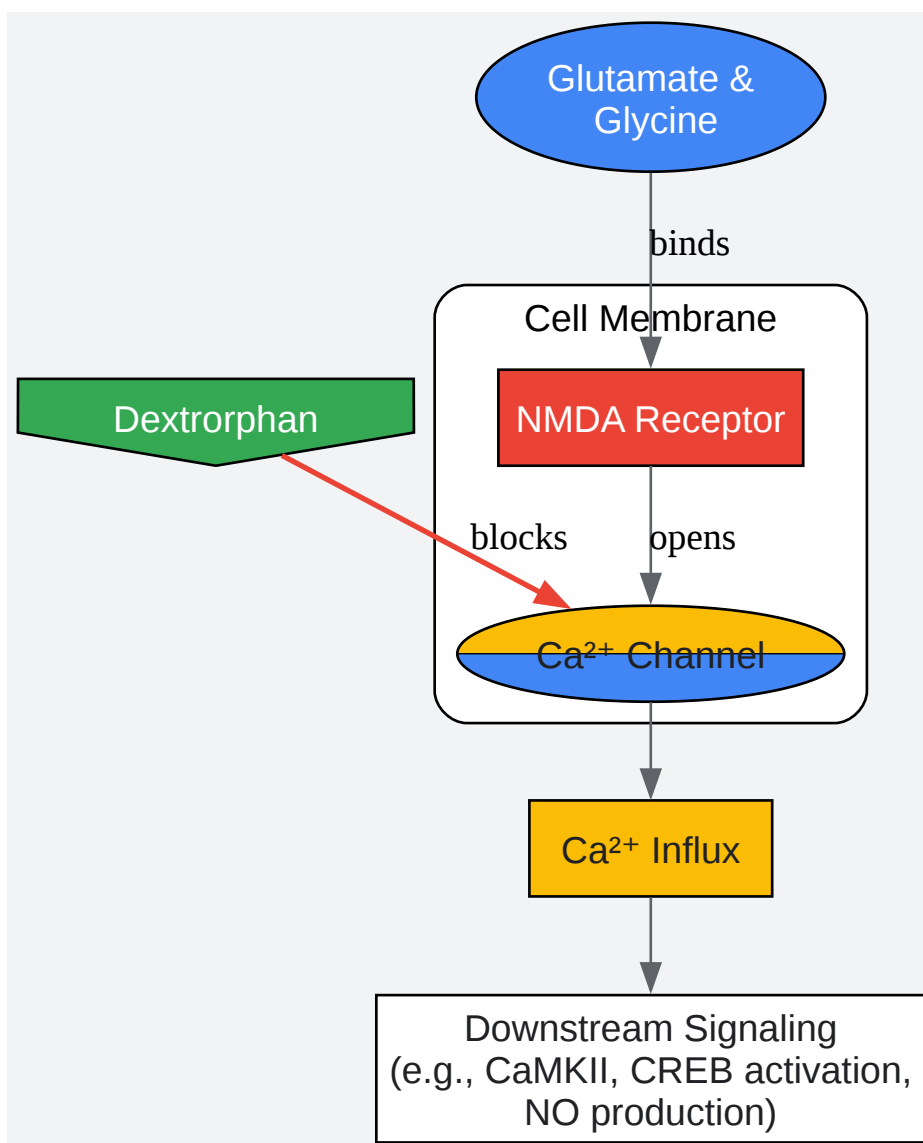 Glutamate &
Glycine
binds
Cell Membrane
Dextrorphan
NMDA Receptor
blocks
opens
Ca²⁺ Channel
Ca²⁺ Influx
Downstream Signaling
(e.g., CaMKII, CREB activation,
NO production)